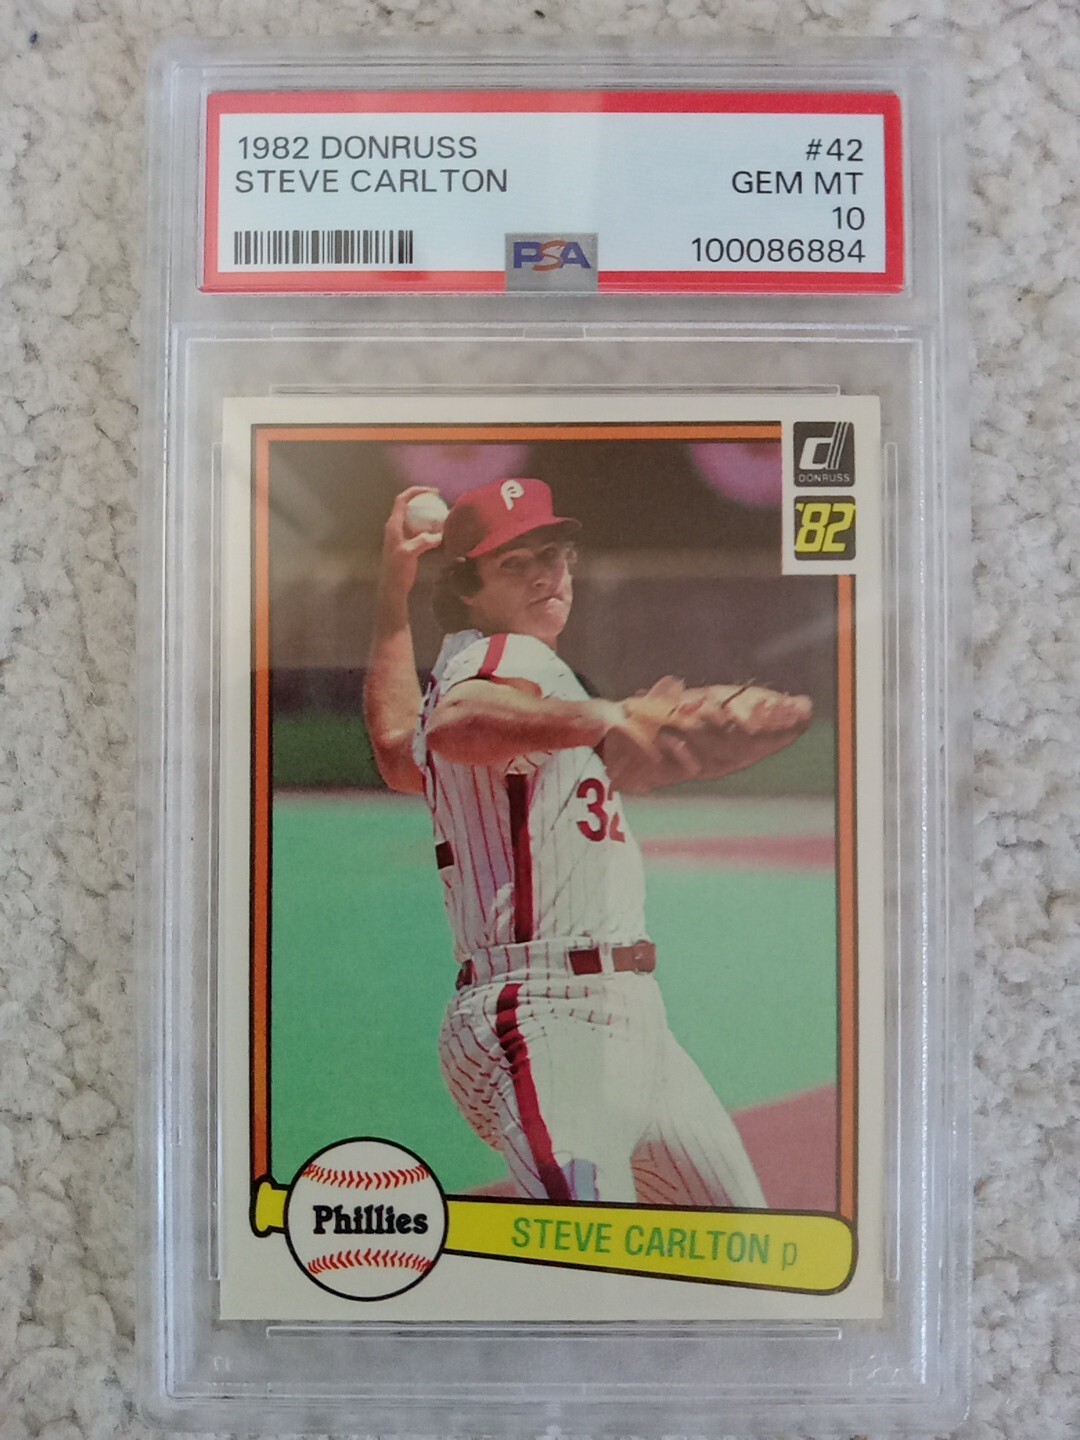 1982 DONRUSS
#42
STEVE CARLTON
GEM MT
10
PSA
100086884
d
DONRUSS
'82
P
32
Phillies
STEVE CARLTON p